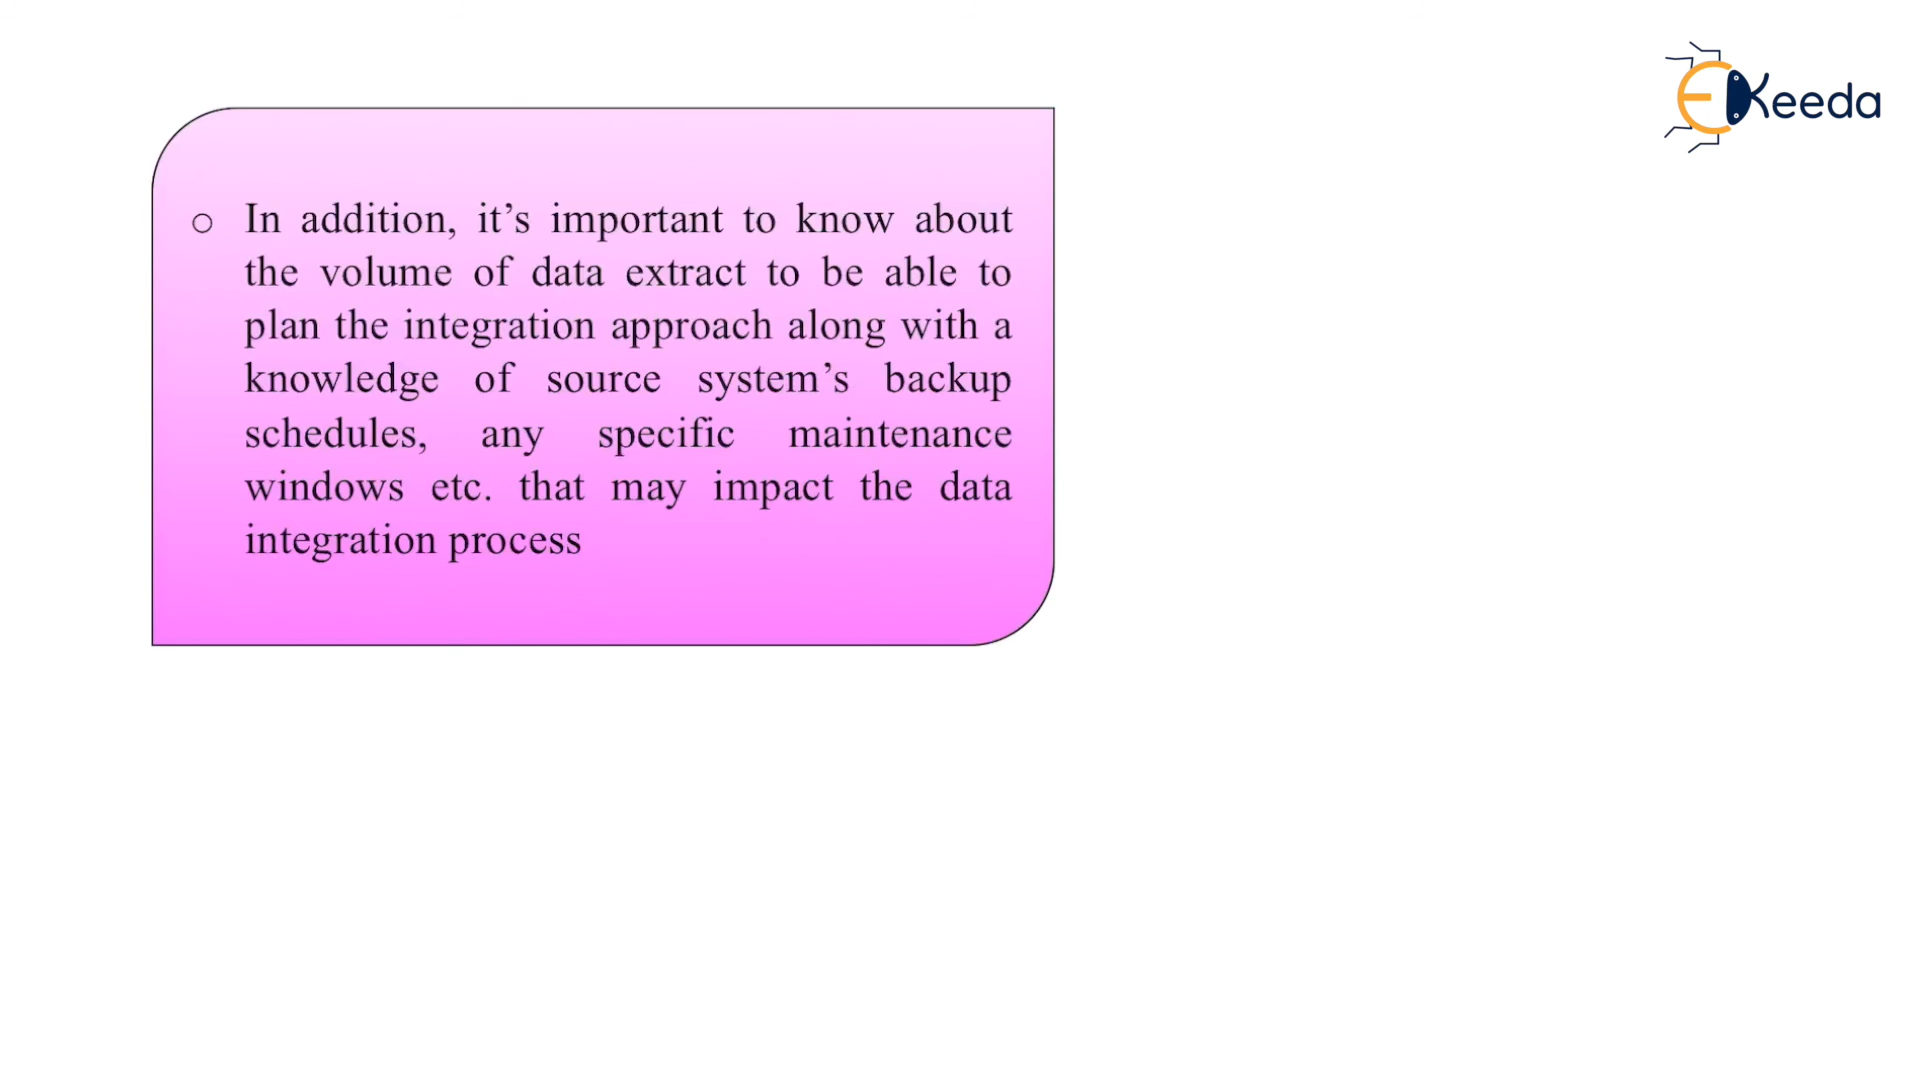 EKeeda
o In addition, it’s important to know about
the volume of data extract to be able to
plan the integration approach along with a
knowledge of source system’s backup
schedules, any specific maintenance
windows etc. that may impact the data
integration process